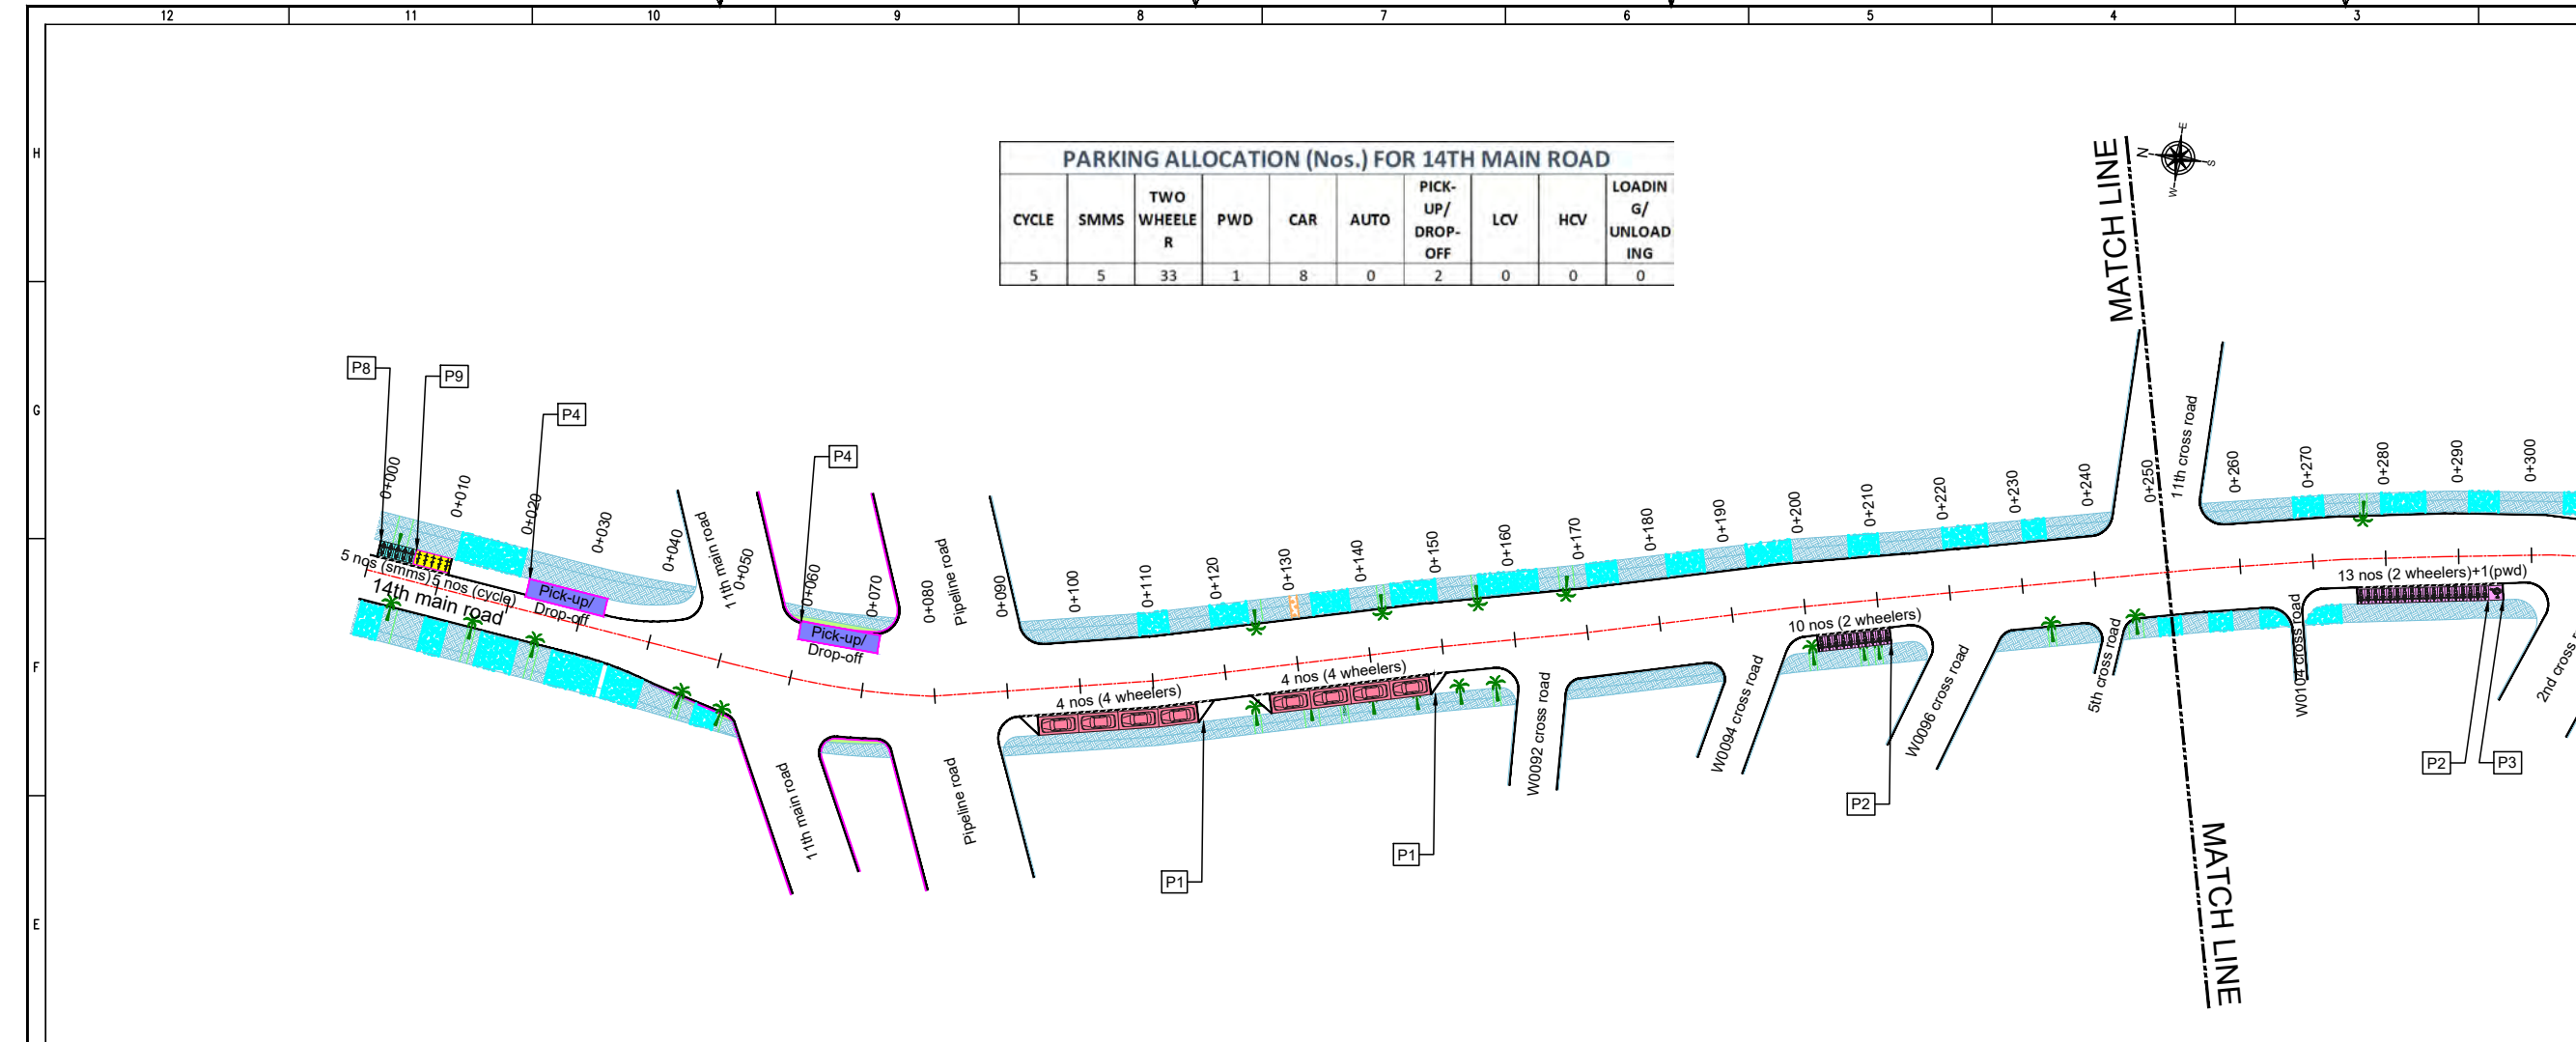 12 11 10 9 8 7 6 5 4 3
H
G
F
E
PARKING ALLOCATION (Nos.) FOR 14TH MAIN ROAD
CYCLE SMMS TWO WHEELE R PWD CAR AUTO PICK-UP/ DROP-OFF LCV HCV LOADIN G/ UNLOAD ING
5 5 33 1 8 0 2 0 0 0
MATCH LINE
N E S W
P8
P9
P4
P4
0+000
0+010
0+020
0+030
0+040
0+050
0+060
0+070
0+080
0+090
0+100
0+110
0+120
0+130
0+140
0+150
0+160
0+170
0+180
0+190
0+200
0+210
0+220
0+230
0+240
0+250
0+260
0+270
0+280
0+290
0+300
11th main road
Pipeline road
11th cross road
5 nos (smms)
5 nos (cycle)
14th main road
Pick-up/
Drop-off
Pick-up/
Drop-off
4 nos (4 wheelers)
4 nos (4 wheelers)
10 nos (2 wheelers)
13 nos (2 wheelers)+1(pwd)
11th main road
Pipeline road
W0092 cross road
W0094 cross road
W0096 cross road
5th cross road
W0104 cross road
2nd cross
P1
P1
P2
P2
P3
MATCH LINE